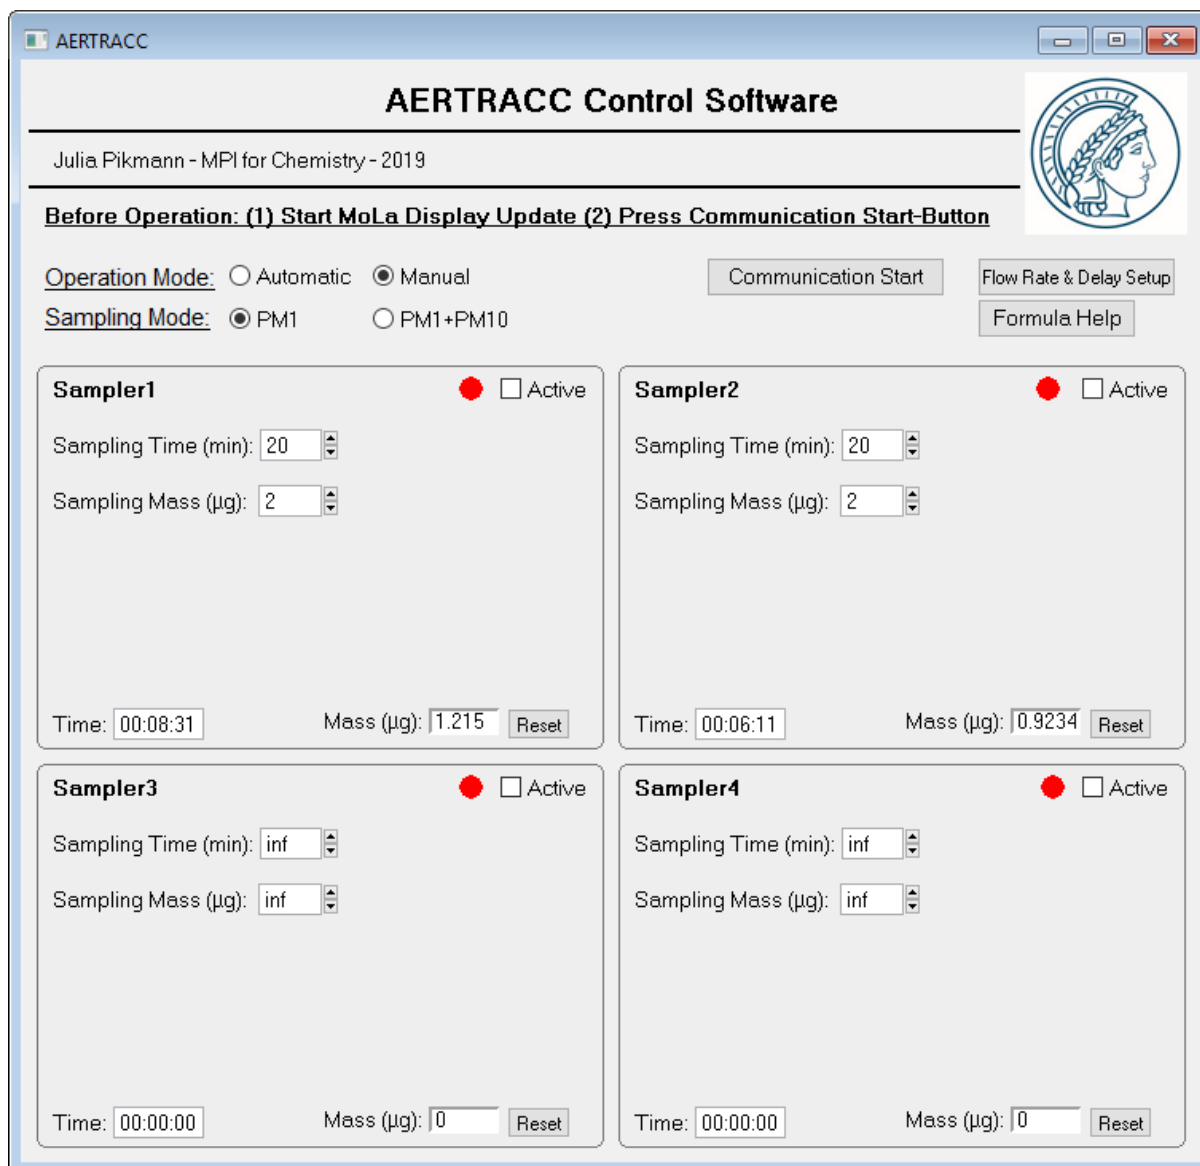 AERTRACC
AERTRACC Control Software
Julia Pikmann - MPI for Chemistry - 2019
Before Operation: (1) Start MoLa Display Update (2) Press Communication Start-Button
Operation Mode: Automatic Manual Communication Start Flow Rate & Delay Setup
Sampling Mode: PM1 PM1+PM10 Formula Help
Sampler1 Active
Sampling Time (min): 20
Sampling Mass (µg): 2
Time: 00:08:31 Mass (µg): 1.215 Reset
Sampler2 Active
Sampling Time (min): 20
Sampling Mass (µg): 2
Time: 00:06:11 Mass (µg): 0.9234 Reset
Sampler3 Active
Sampling Time (min): inf
Sampling Mass (µg): inf
Time: 00:00:00 Mass (µg): 0 Reset
Sampler4 Active
Sampling Time (min): inf
Sampling Mass (µg): inf
Time: 00:00:00 Mass (µg): 0 Reset